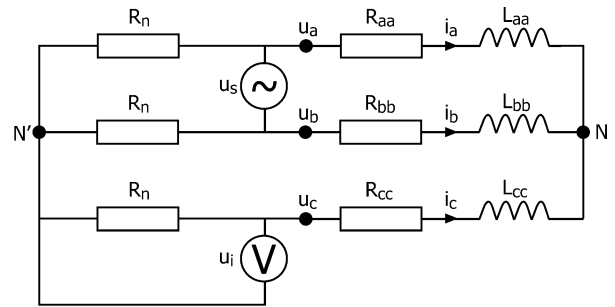 Rn ua Raa ia Laa
us ~
Rn ub Rbb ib Lbb
N' N
Rn uc Rcc ic Lcc
ui V